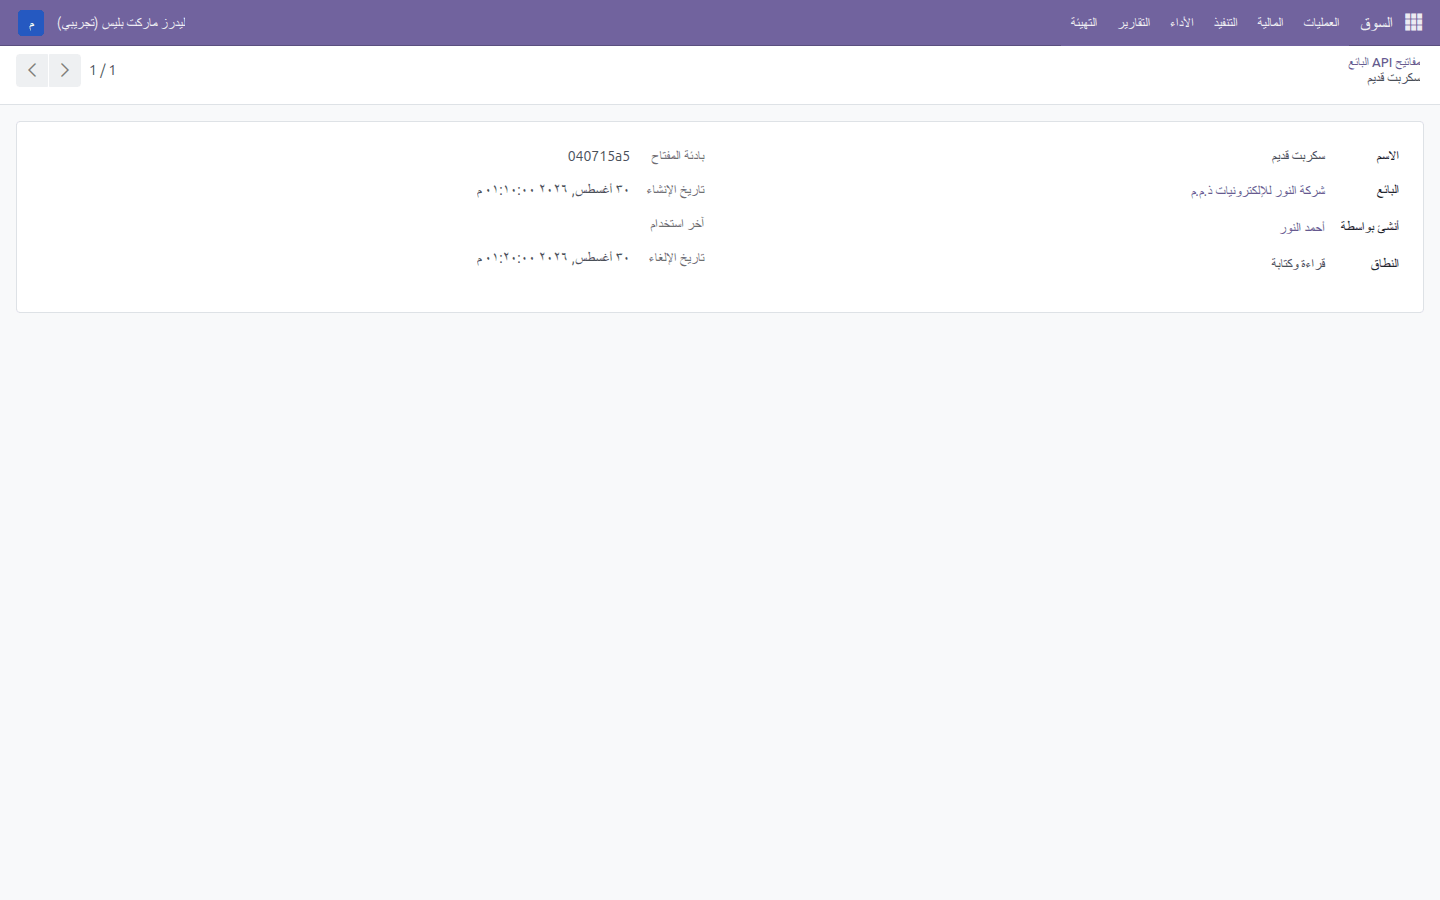 السوق العمليات المالية التنفيذ الأداء التقارير التهيئة
ليدرز ماركت بليس (تجريبي) م
مفاتيح API البائع
سكربت قديم
1 / 1
الاسم سكربت قديم
البائع شركة النور للإلكترونيات ذ.م.م
أنشئ بواسطة أحمد النور
النطاق قراءة وكتابة
بادئة المفتاح 040715a5
تاريخ الإنشاء ٣٠ أغسطس, ٢٠٢٦ ٠١:١٠:٠٠ م
آخر استخدام
تاريخ الإلغاء ٣٠ أغسطس, ٢٠٢٦ ٠١:٢٠:٠٠ م